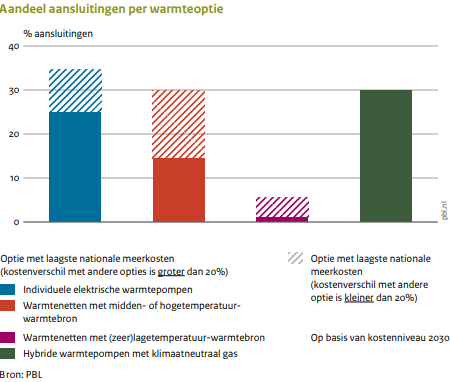 Aandeel aansluitingen per warmteoptie
% aansluitingen
40
30
20
10
0
pbl.nl
Optie met laagste nationale meerkosten
(kostenverschil met andere opties is groter dan 20%)
Individuele elektrische warmtepompen
Warmtenetten met midden- of hogetemperatuur-
warmtebron
Warmtenetten met (zeer)lagetemperatuur-warmtebron
Hybride warmtepompen met klimaatneutraal gas
Optie met laagste nationale
meerkosten
(kostenverschil met andere
optie is kleiner dan 20%)
Op basis van kostenniveau 2030
Bron: PBL